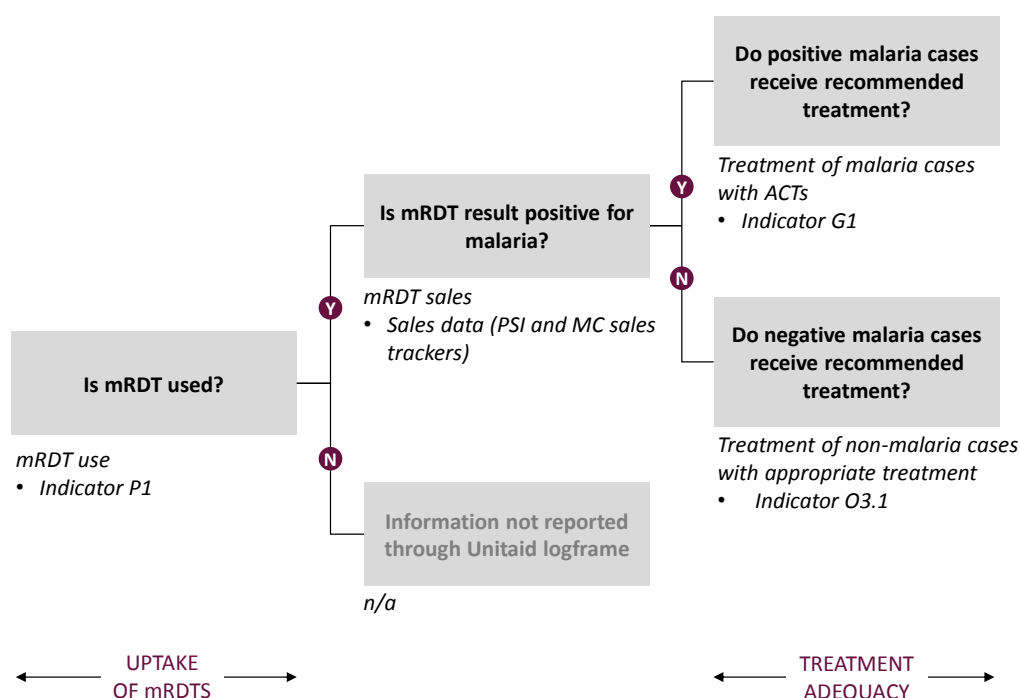 Is mRDT used?
mRDT use
• Indicator P1
Y
N
Is mRDT result positive for
malaria?
mRDT sales
• Sales data (PSI and MC sales
trackers)
Information not reported
through Unitaid logframe
n/a
Y
N
Do positive malaria cases
receive recommended
treatment?
Treatment of malaria cases
with ACTs
• Indicator G1
Do negative malaria cases
receive recommended
treatment?
Treatment of non-malaria cases
with appropriate treatment
• Indicator O3.1
UPTAKE
OF mRDTS
TREATMENT
ADEQUACY